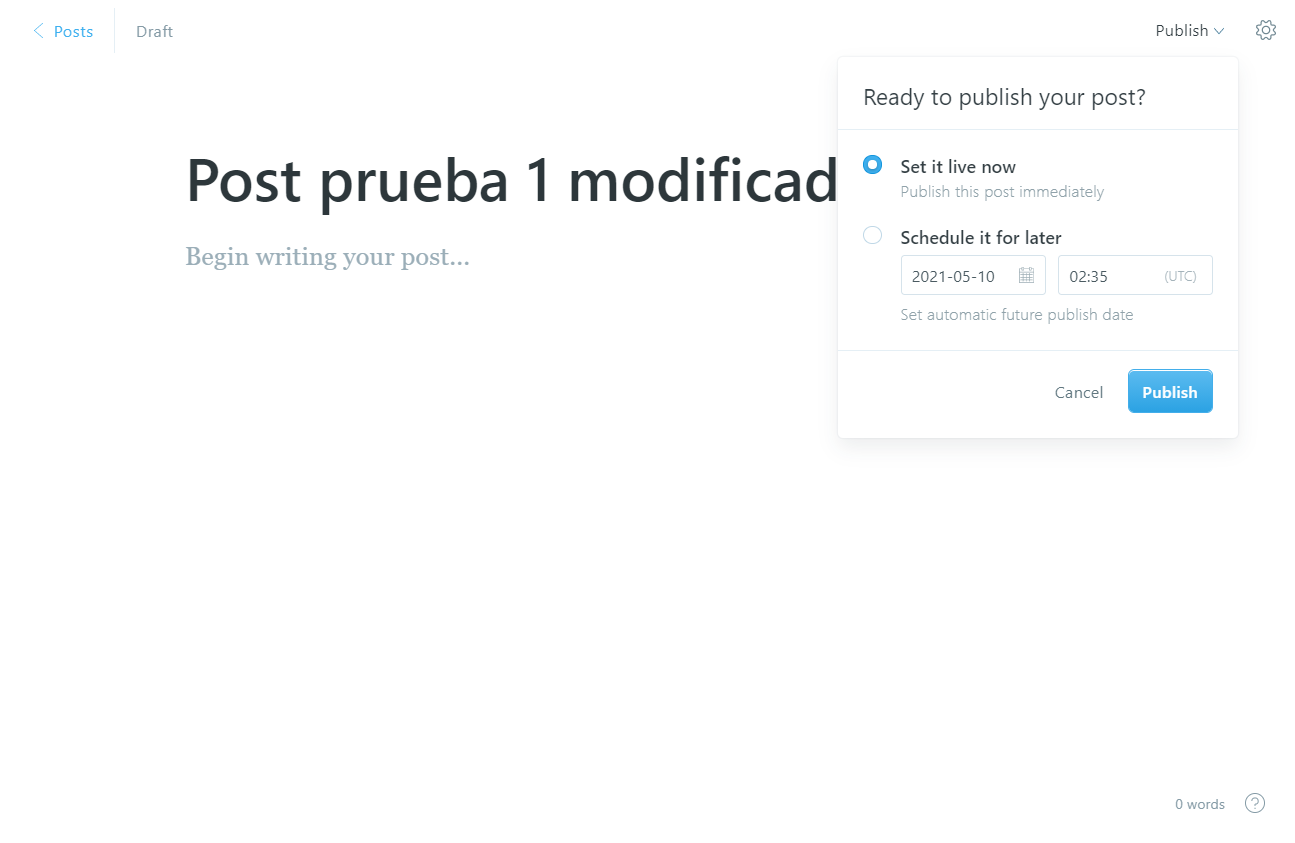 Posts
Draft
Publish
Ready to publish your post?
Post prueba 1 modificad
Set it live now
Publish this post immediately
Begin writing your post...
Schedule it for later
2021-05-10
02:35
(UTC)
Set automatic future publish date
Cancel
Publish
0 words
?